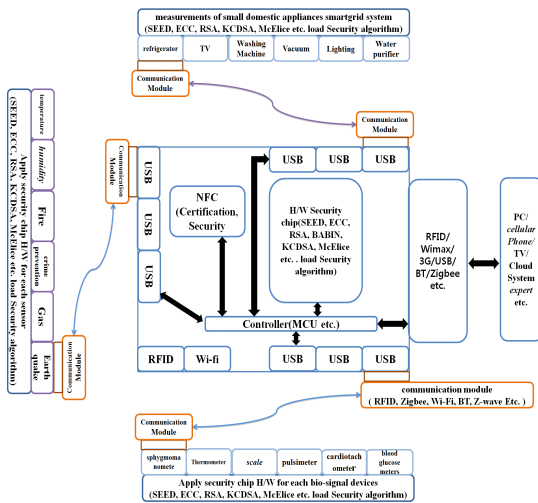 measurements of small domestic appliances smartgrid system
(SEED, ECC, RSA, KCDSA, McElice etc. load Security algorithm)
refrigerator
TV
Washing
Machine
Vacuum
Lighting
Water
purifier
Communication
Module
Communication
Module
Apply security chip H/W for each sensor
(SEED, ECC, RSA, KCDSA, McElice etc. load Security algorithm)
temperature
humidity
Fire
crime
prevention
Gas
Earth
quake
Communication
Module
Communication
Module
USB
USB
USB
NFC
(Certification,
Security
USB
USB
USB
H/W Security
chip(SEED, ECC,
RSA, BABIN,
KCDSA, McElice
etc . load Security
algorithm)
Controller(MCU etc.)
RFID
Wi-fi
USB
USB
USB
RFID/
Wimax/
3G/USB/
BT/Zigbee
etc.
PC/
cellular
Phone/
TV/
Cloud
System
expert
etc.
communication module
( RFID, Zigbee, Wi-Fi, BT, Z-wave Etc. )
Communication
Module
sphygmoma
nomete
Thermometer
scale
pulsimeter
cardiotach
ometer
blood
glucose
meters
Apply security chip H/W for each bio-signal devices
(SEED, ECC, RSA, KCDSA, McElice etc. load Security algorithm)